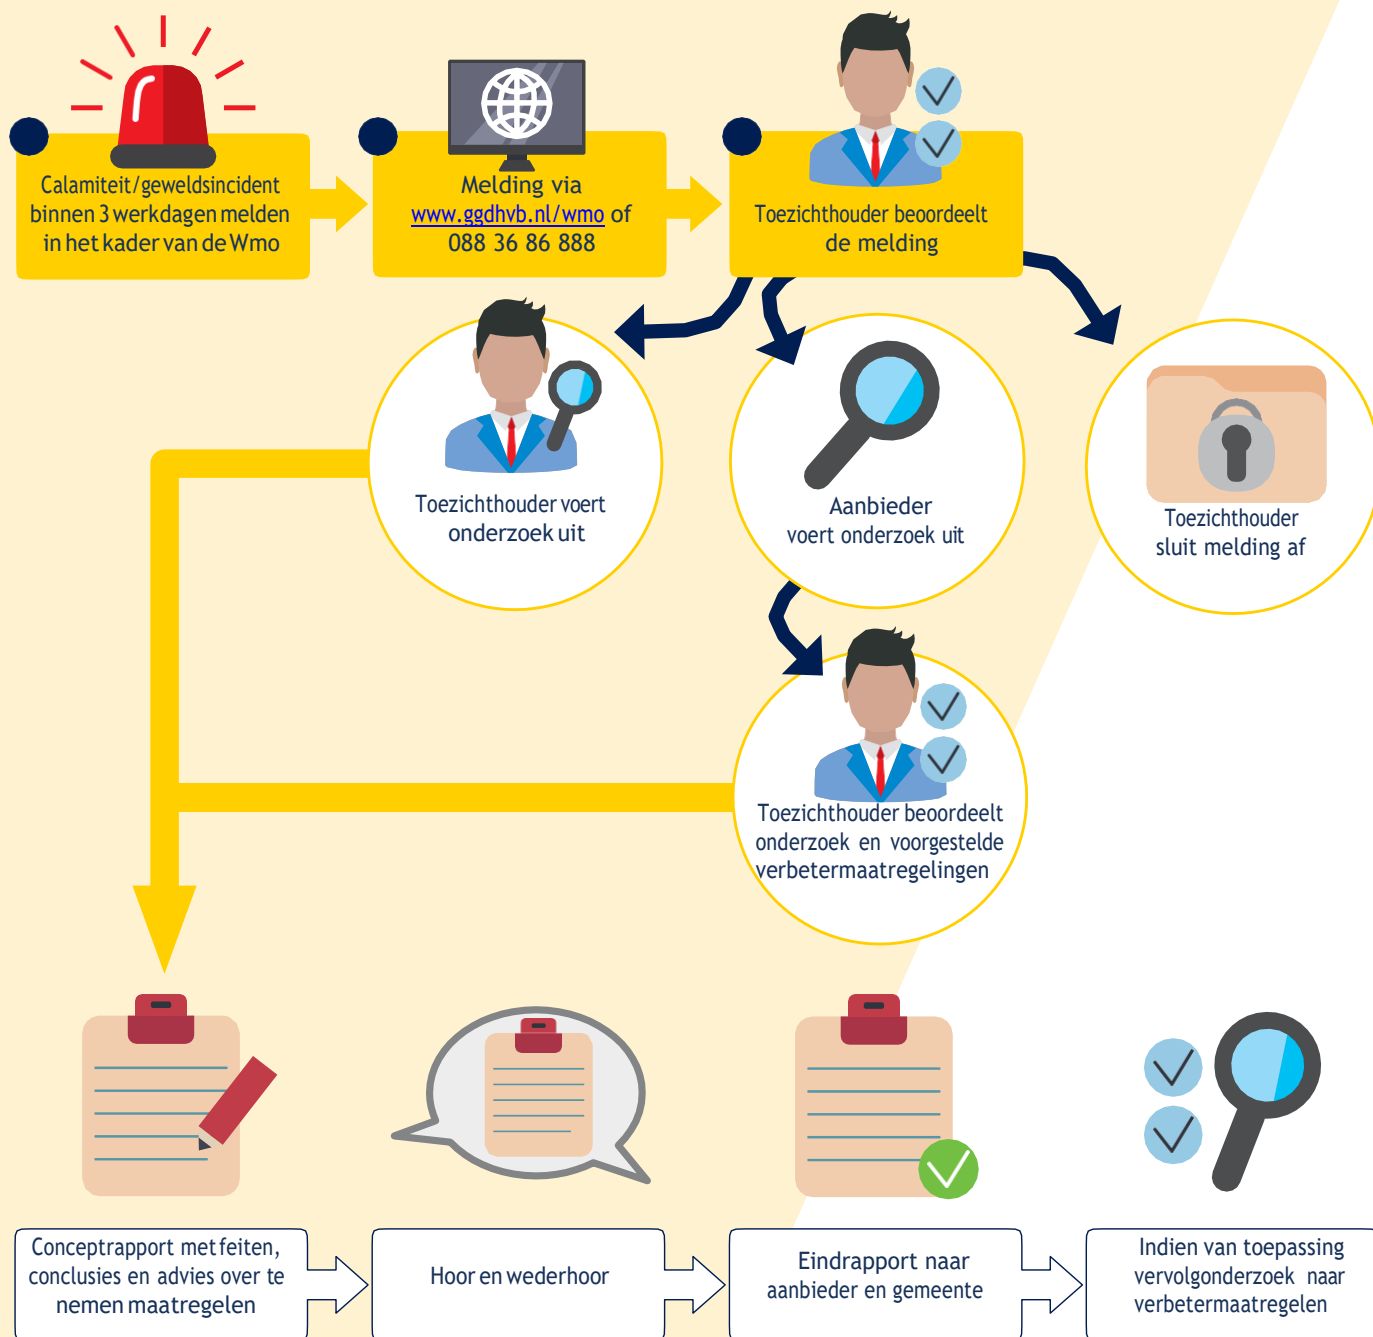 Calamiteit/geweldsincident
binnen 3 werkdagen melden
in het kader van de Wmo
Melding via
www.ggdhvb.nl/wmo of
088 36 86 888
Toezichthouder beoordeelt
de melding
Toezichthouder voert
onderzoek uit
Aanbieder
voert onderzoek uit
Toezichthouder
sluit melding af
Toezichthouder beoordeelt
onderzoek en voorgestelde
verbetermaatregelingen
Conceptrapport met feiten,
conclusies en advies over te
nemen maatregelen
Hoor en wederhoor
Eindrapport naar
aanbieder en gemeente
Indien van toepassing
vervolgonderzoek naar
verbetermaatregelen